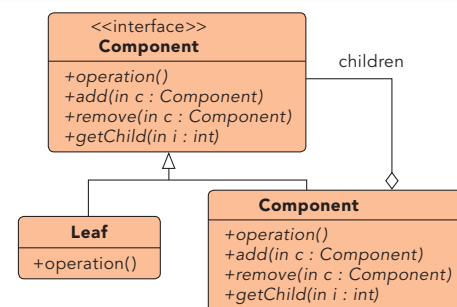 <<interface>>
Component
+operation()
+add(in c : Component)
+remove(in c : Component)
+getChild(in i : int)
children
Leaf
+operation()
Component
+operation()
+add(in c : Component)
+remove(in c : Component)
+getChild(in i : int)